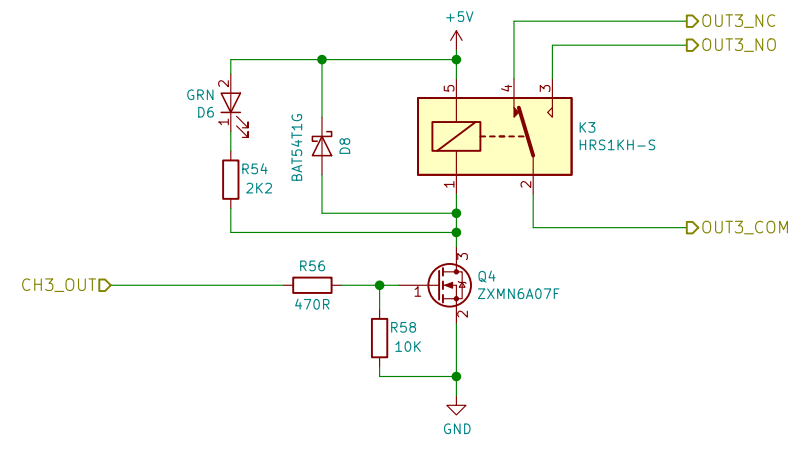 +5V
OUT3_NC
OUT3_NO
2
5
4
3
GRN
D6
1
BAT54T1G
D8
K3
HRS1KH-S
R54
2K2
1
2
OUT3_COM
3
R56
Q4
CH3_OUT
1
ZXMN6A07F
470R
2
R58
10K
GND